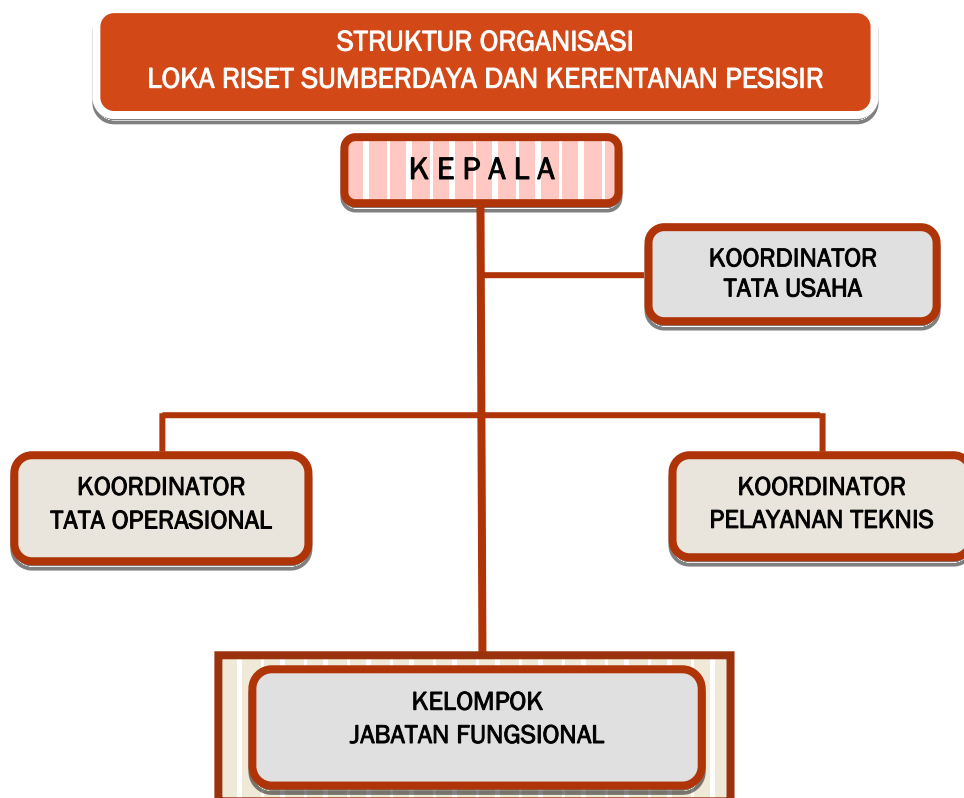 STRUKTUR ORGANISASI
LOKA RISET SUMBERDAYA DAN KERENTANAN PESISIR
K E P A L A
KOORDINATOR
TATA USAHA
KOORDINATOR
TATA OPERASIONAL
KOORDINATOR
PELAYANAN TEKNIS
KELOMPOK
JABATAN FUNGSIONAL